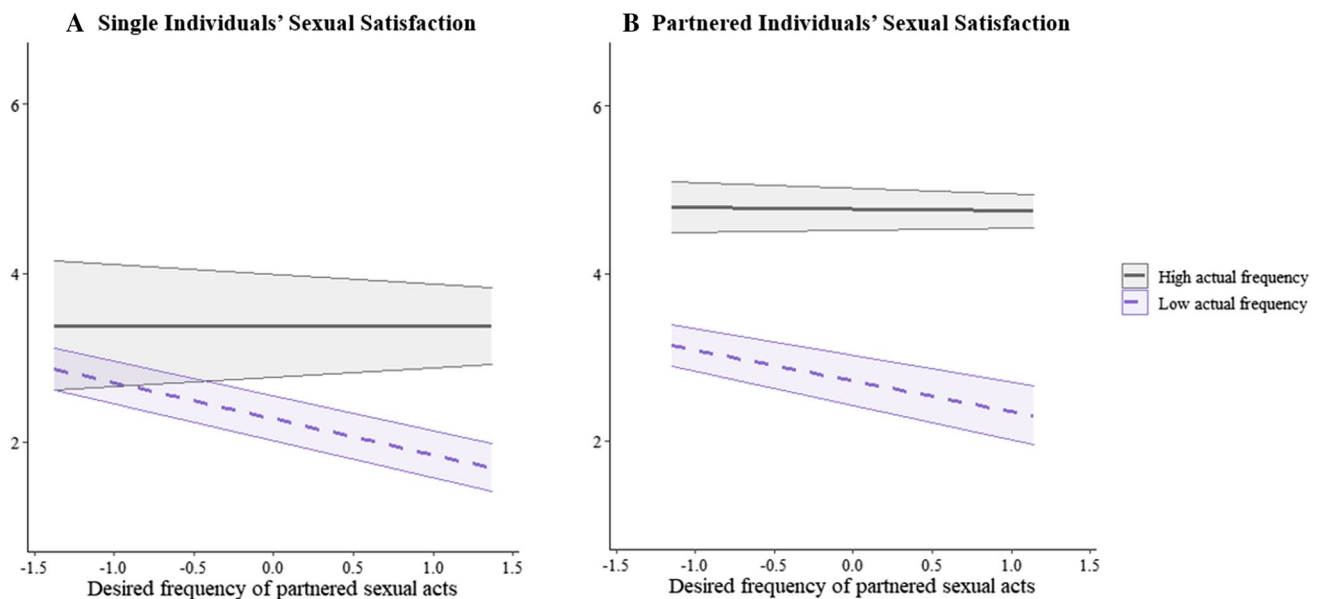 A Single Individuals’ Sexual Satisfaction
6
4
2
-1.5 -1.0 -0.5 0.0 0.5 1.0 1.5
Desired frequency of partnered sexual acts
B Partnered Individuals’ Sexual Satisfaction
6
4
2
-1.5 -1.0 -0.5 0.0 0.5 1.0 1.5
Desired frequency of partnered sexual acts
High actual frequency
Low actual frequency